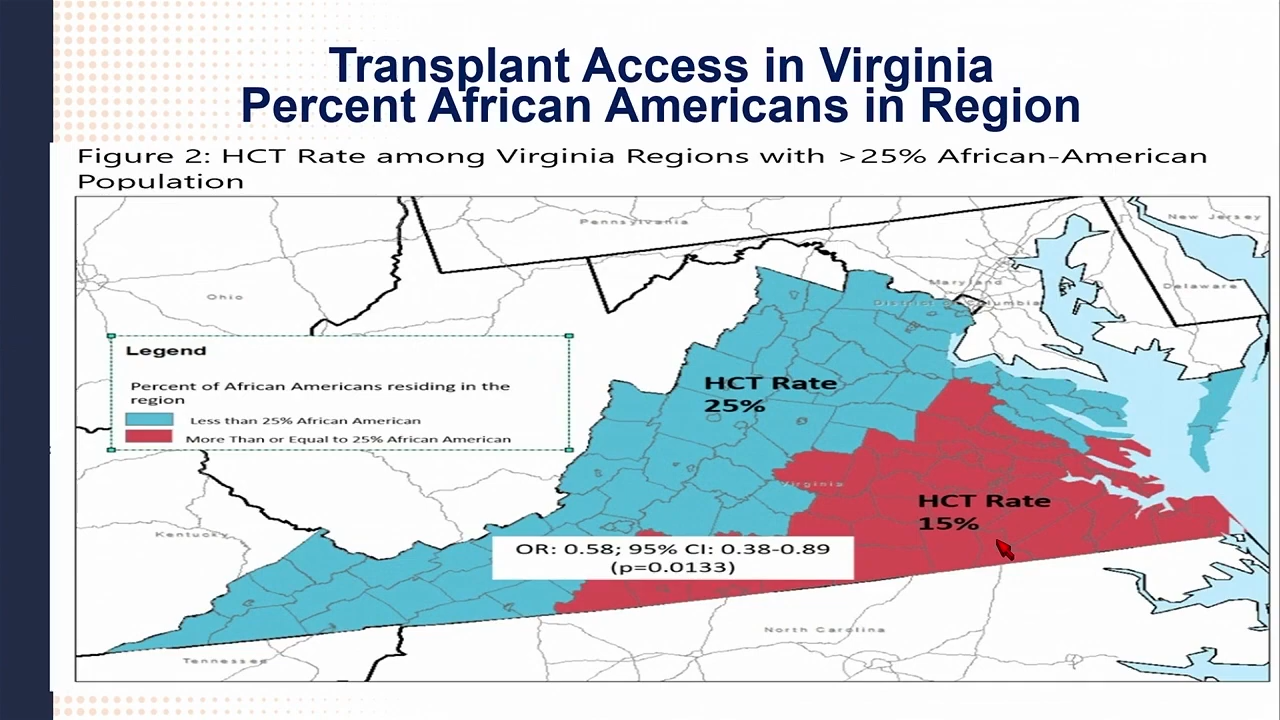 Transplant Access in Virginia
Percent African Americans in Region
Figure 2: HCT Rate among Virginia Regions with >25% African-American
Population
Pennsylvania
New Jersey
Ohio
Maryland
Delaware
District of Columbia
Legend
Percent of African Americans residing in the
region
Less than 25% African American
More Than or Equal to 25% African American
HCT Rate
25%
Virginia
HCT Rate
15%
Kentucky
OR: 0.58; 95% CI: 0.38-0.89
(p=0.0133)
North Carolina
Tennessee